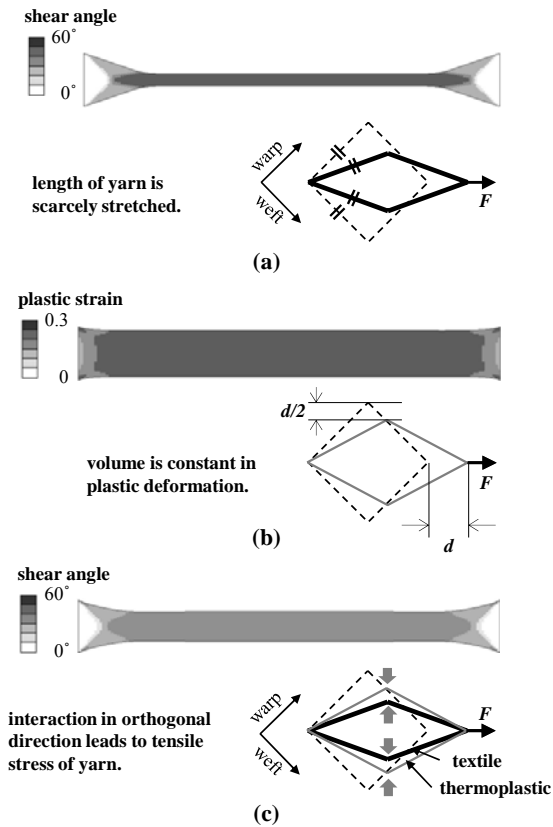 shear angle
60°
0°
warp
weft
length of yarn is
scarcely stretched.
F
(a)
plastic strain
0.3
0
d/2
volume is constant in
plastic deformation.
F
d
(b)
shear angle
60°
0°
warp
weft
interaction in orthogonal
direction leads to tensile
stress of yarn.
F
textile
thermoplastic
(c)